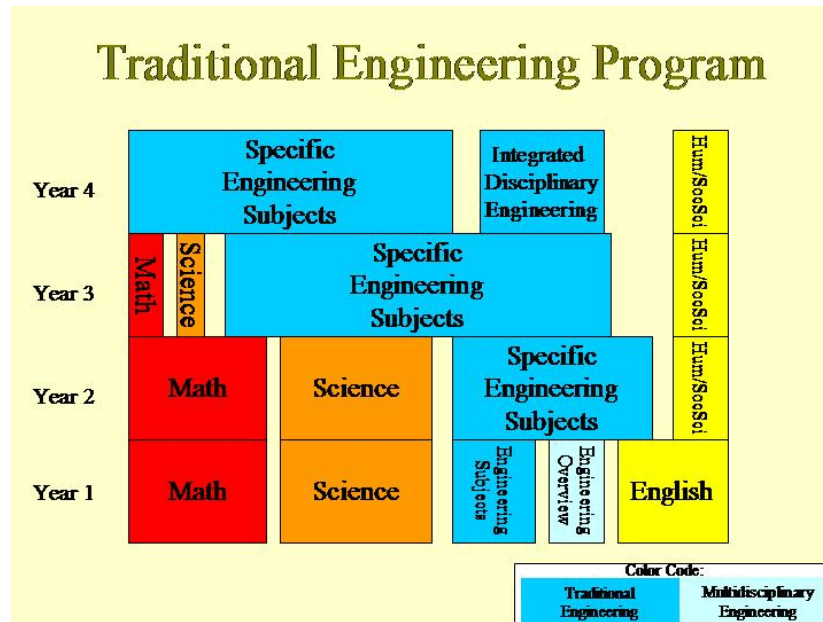 Traditional Engineering Program
Year 4
Specific
Engineering
Subjects
Integrated
Disciplinary
Engineering
Hum/SocSci
Year 3
Math
Science
Specific
Engineering
Subjects
Hum/SocSci
Year 2
Math
Science
Specific
Engineering
Subjects
Hum/SocSci
Year 1
Math
Science
Engineering
Subjects
Engineering
Overview
English
Color Code:
Traditional
Engineering
Multidisciplinary
Engineering